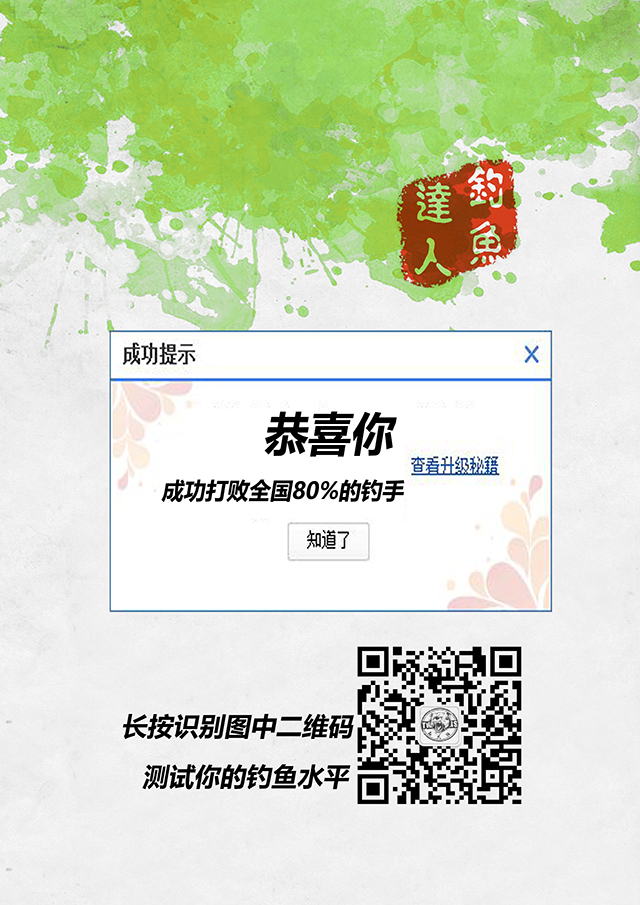 釣魚
達人
成功提示
X
恭喜你
查看升级秘籍
成功打败全国80%的钓手
知道了
长按识别图中二维码
测试你的钓鱼水平